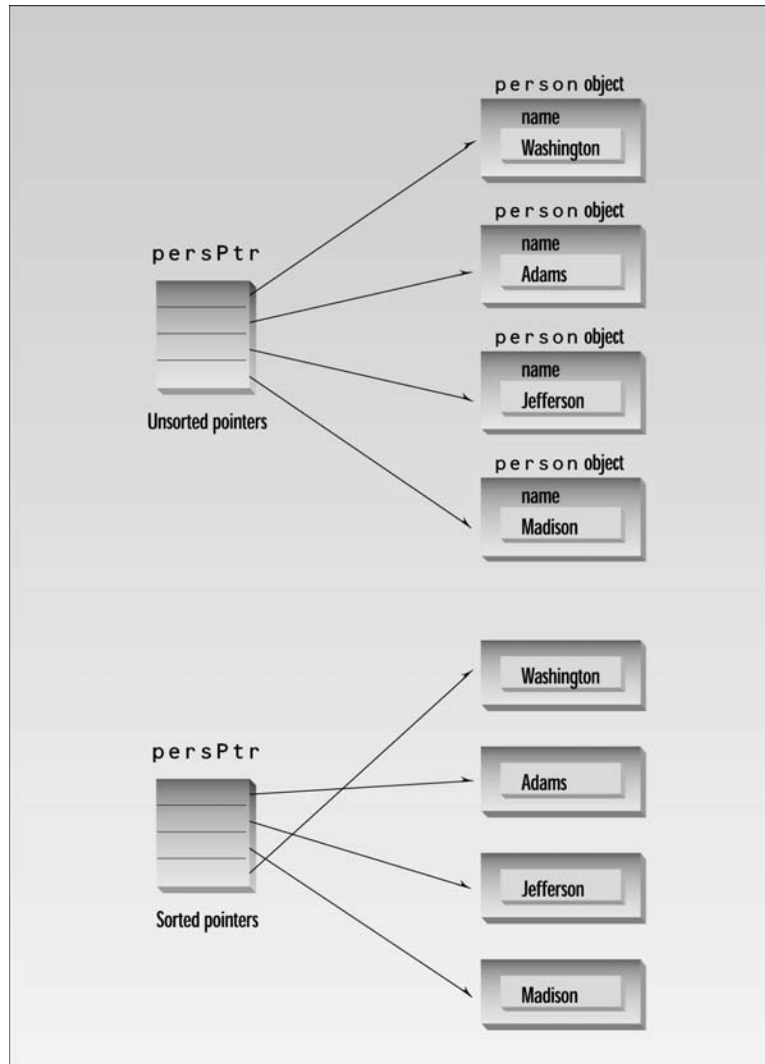 person object
name
Washington
person object
name
Adams
persPtr
person object
name
Jefferson
Unsorted pointers
person object
name
Madison
Washington
persPtr
Adams
Jefferson
Sorted pointers
Madison